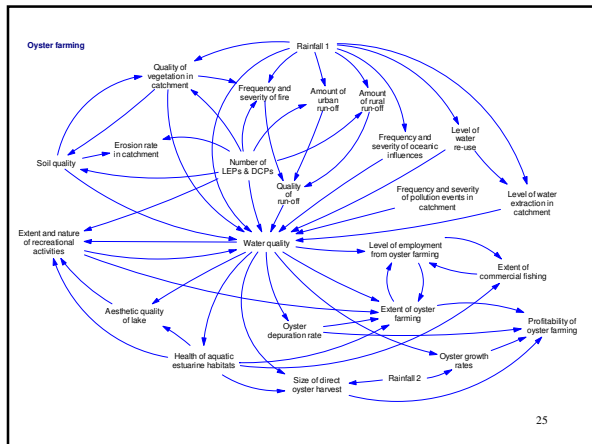 Oyster farming
Rainfall 1
Quality of
vegetation in
catchment
Frequency and
severity of fire
Amount of
urban
run-off
Amount
of rural
run-off
Frequency and
severity of oceanic
influences
Level of
water
re-use
Erosion rate
in catchment
Soil quality
Number of
LEPs & DCPs
Quality
of
run-off
Frequency and severity
of pollution events in
catchment
Level of water
extraction in
catchment
Extent and nature
of recreational
activities
Water quality
Level of employment
from oyster farming
Extent of
commercial fishing
Aesthetic quality
of lake
Oyster
depuration rate
Extent of oyster
farming
Profitability of
oyster farming
Health of aquatic
estuarine habitats
Oyster growth
rates
Size of direct
oyster harvest
Rainfall 2
25